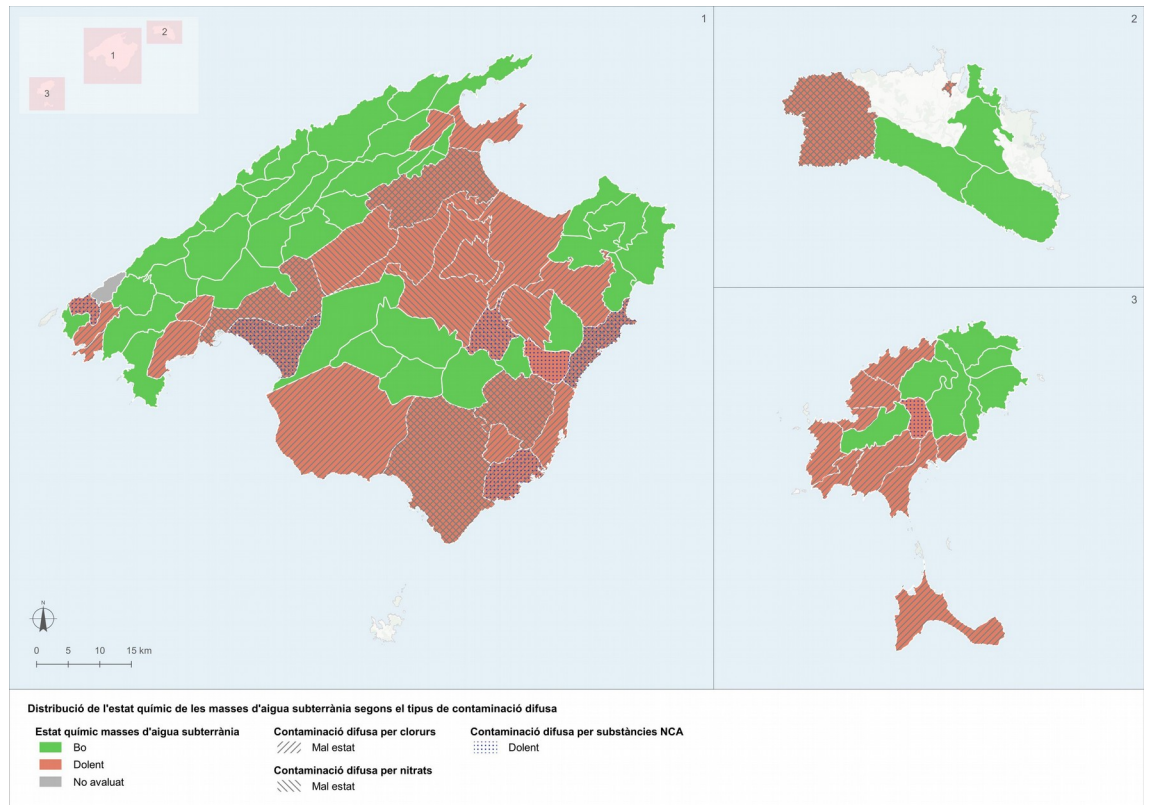 1
2
1
2
3
3
N
0 5 10 15 km
Distribució de l'estat químic de les masses d'aigua subterrània segons el tipus de contaminació difusa
Estat químic masses d'aigua subterrània
Bo
Dolent
No avaluat
Contaminació difusa per clorurs
Mal estat
Contaminació difusa per nitrats
Mal estat
Contaminació difusa per substàncies NCA
Dolent